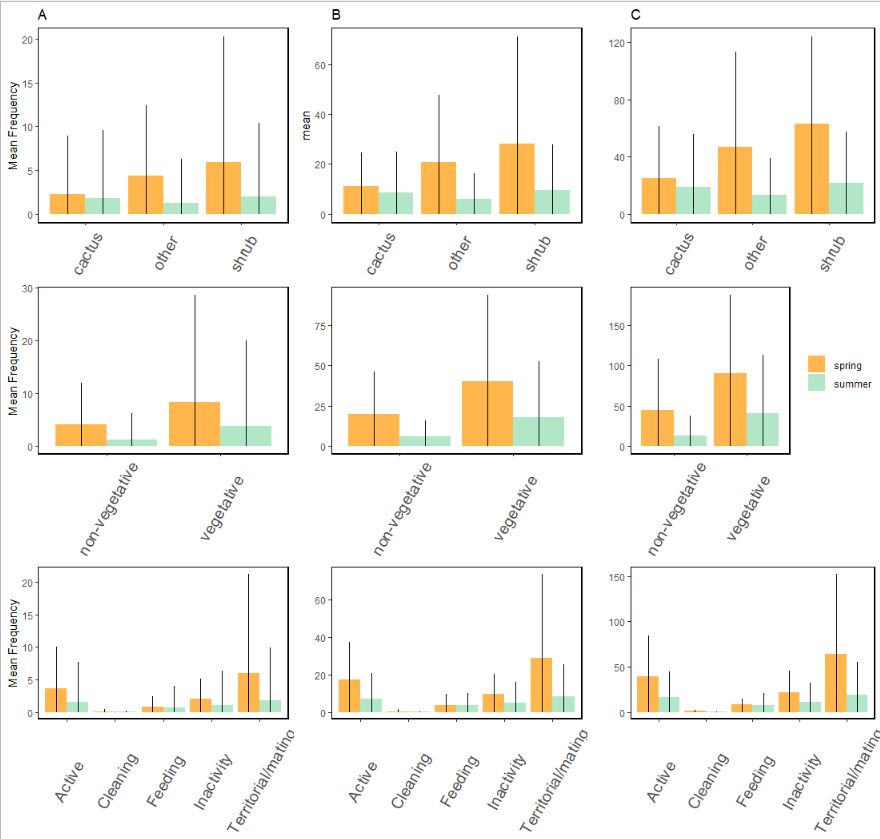 A
B
C
Mean Frequency
20
15
10
5
0
cactus
other
shrub
mean
60
40
20
0
cactus
other
shrub
120
80
40
0
cactus
other
shrub
Mean Frequency
30
20
10
0
non-vegetative
vegetative
75
50
25
0
non-vegetative
vegetative
150
100
50
0
non-vegetative
vegetative
spring
summer
Mean Frequency
20
15
10
5
0
Active
Cleaning
Feeding
Inactivity
Territorial/mating
60
40
20
0
Active
Cleaning
Feeding
Inactivity
Territorial/mating
150
100
50
0
Active
Cleaning
Feeding
Inactivity
Territorial/mating